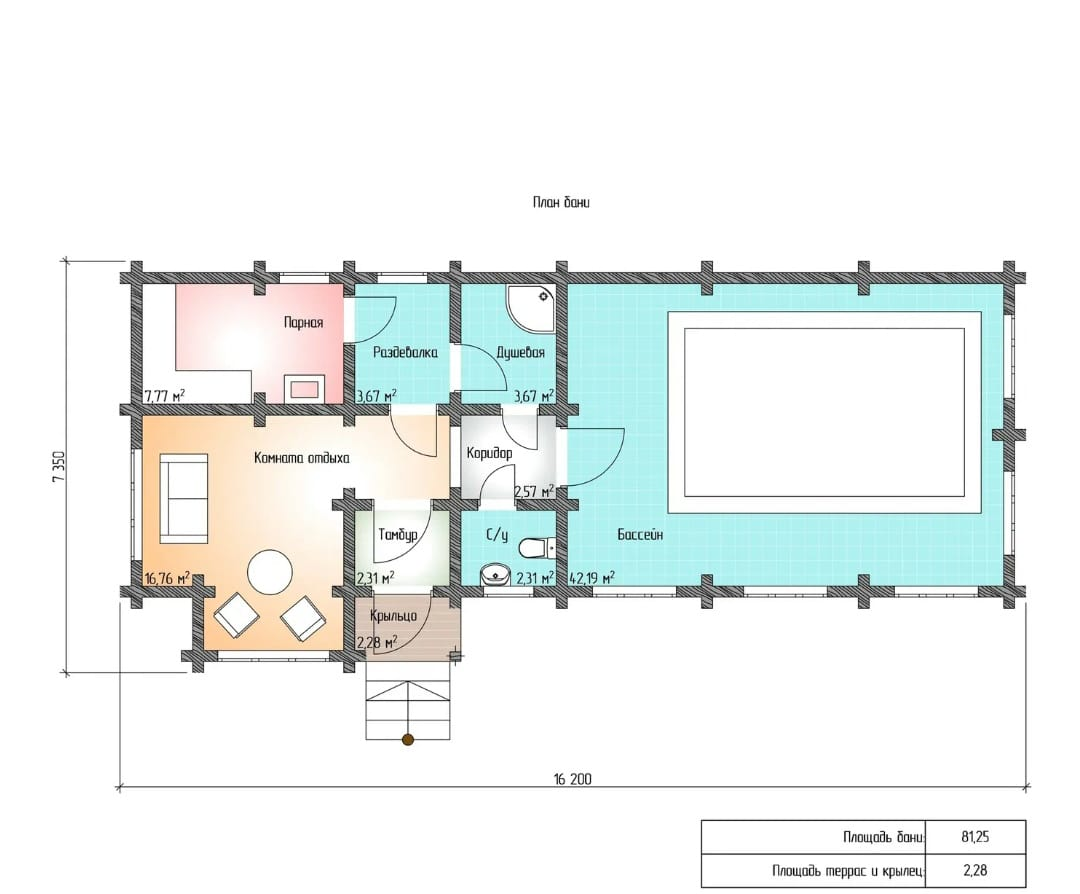 План бани
Парная
7,77 м²
Раздевалка
3,67 м²
Душевая
3,67 м²
Комната отдыха
16,76 м²
Коридор
2,57 м²
Тамбур
2,31 м²
С/у
2,31 м²
Бассейн
42,19 м²
Крыльцо
2,28 м²
7 350
16 200
Площадь бани: 81,25
Площадь террас и крылец: 2,28